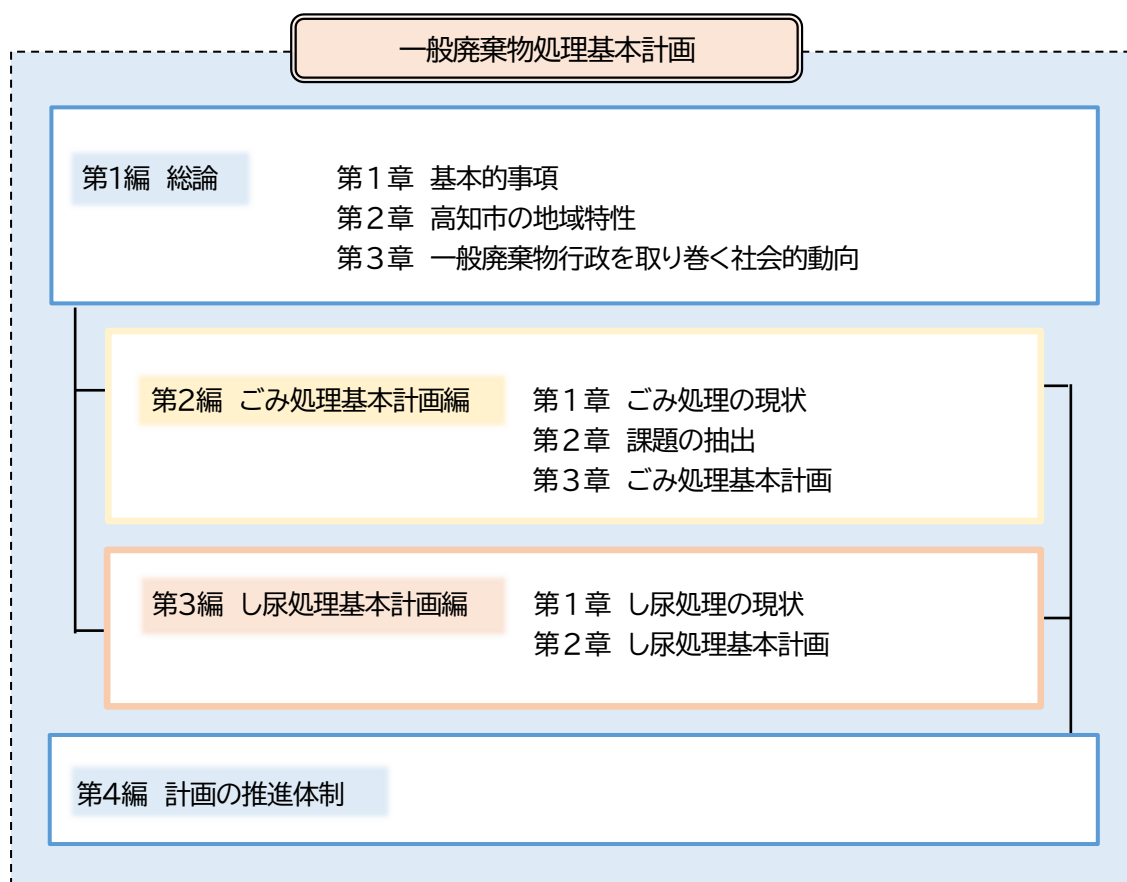 一般廃棄物処理基本計画
第1編 総論
第１章 基本的事項
第２章 高知市の地域特性
第３章 一般廃棄物行政を取り巻く社会的動向
第2編 ごみ処理基本計画編
第１章 ごみ処理の現状
第２章 課題の抽出
第３章 ごみ処理基本計画
第3編 し尿処理基本計画編
第１章 し尿処理の現状
第２章 し尿処理基本計画
第4編 計画の推進体制